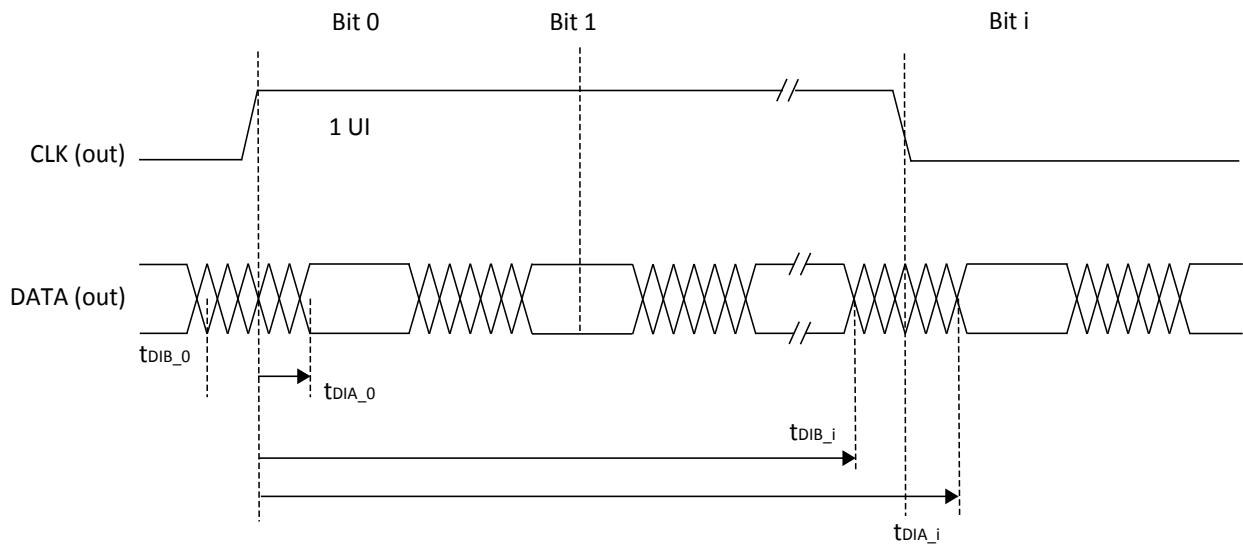 Bit 0 Bit 1 Bit i
1 UI
CLK (out)
DATA (out)
tDIB_0
tDIA_0
tDIB_i
tDIA_i